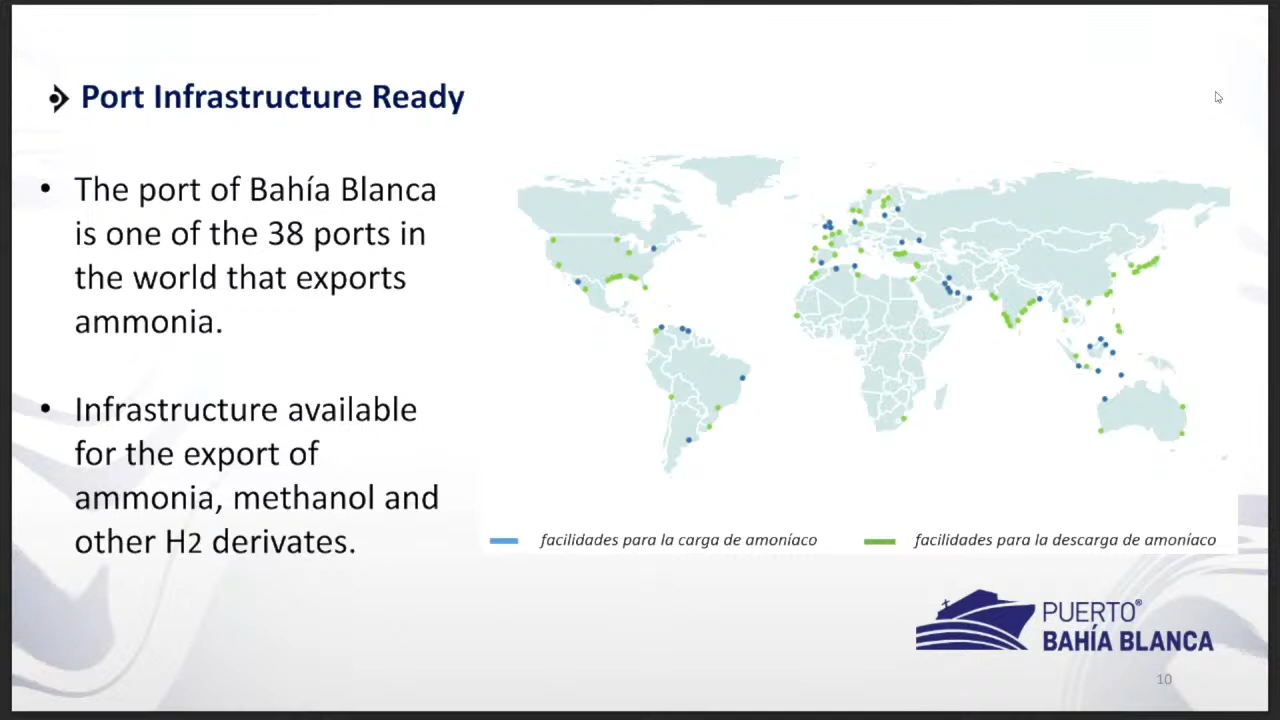 Port Infrastructure Ready
• The port of Bahía Blanca
is one of the 38 ports in
the world that exports
ammonia.
• Infrastructure available
for the export of
ammonia, methanol and
other H2 derivates.
facilidades para la carga de amoníaco
facilidades para la descarga de amoníaco
PUERTO®
BAHÍA BLANCA
10